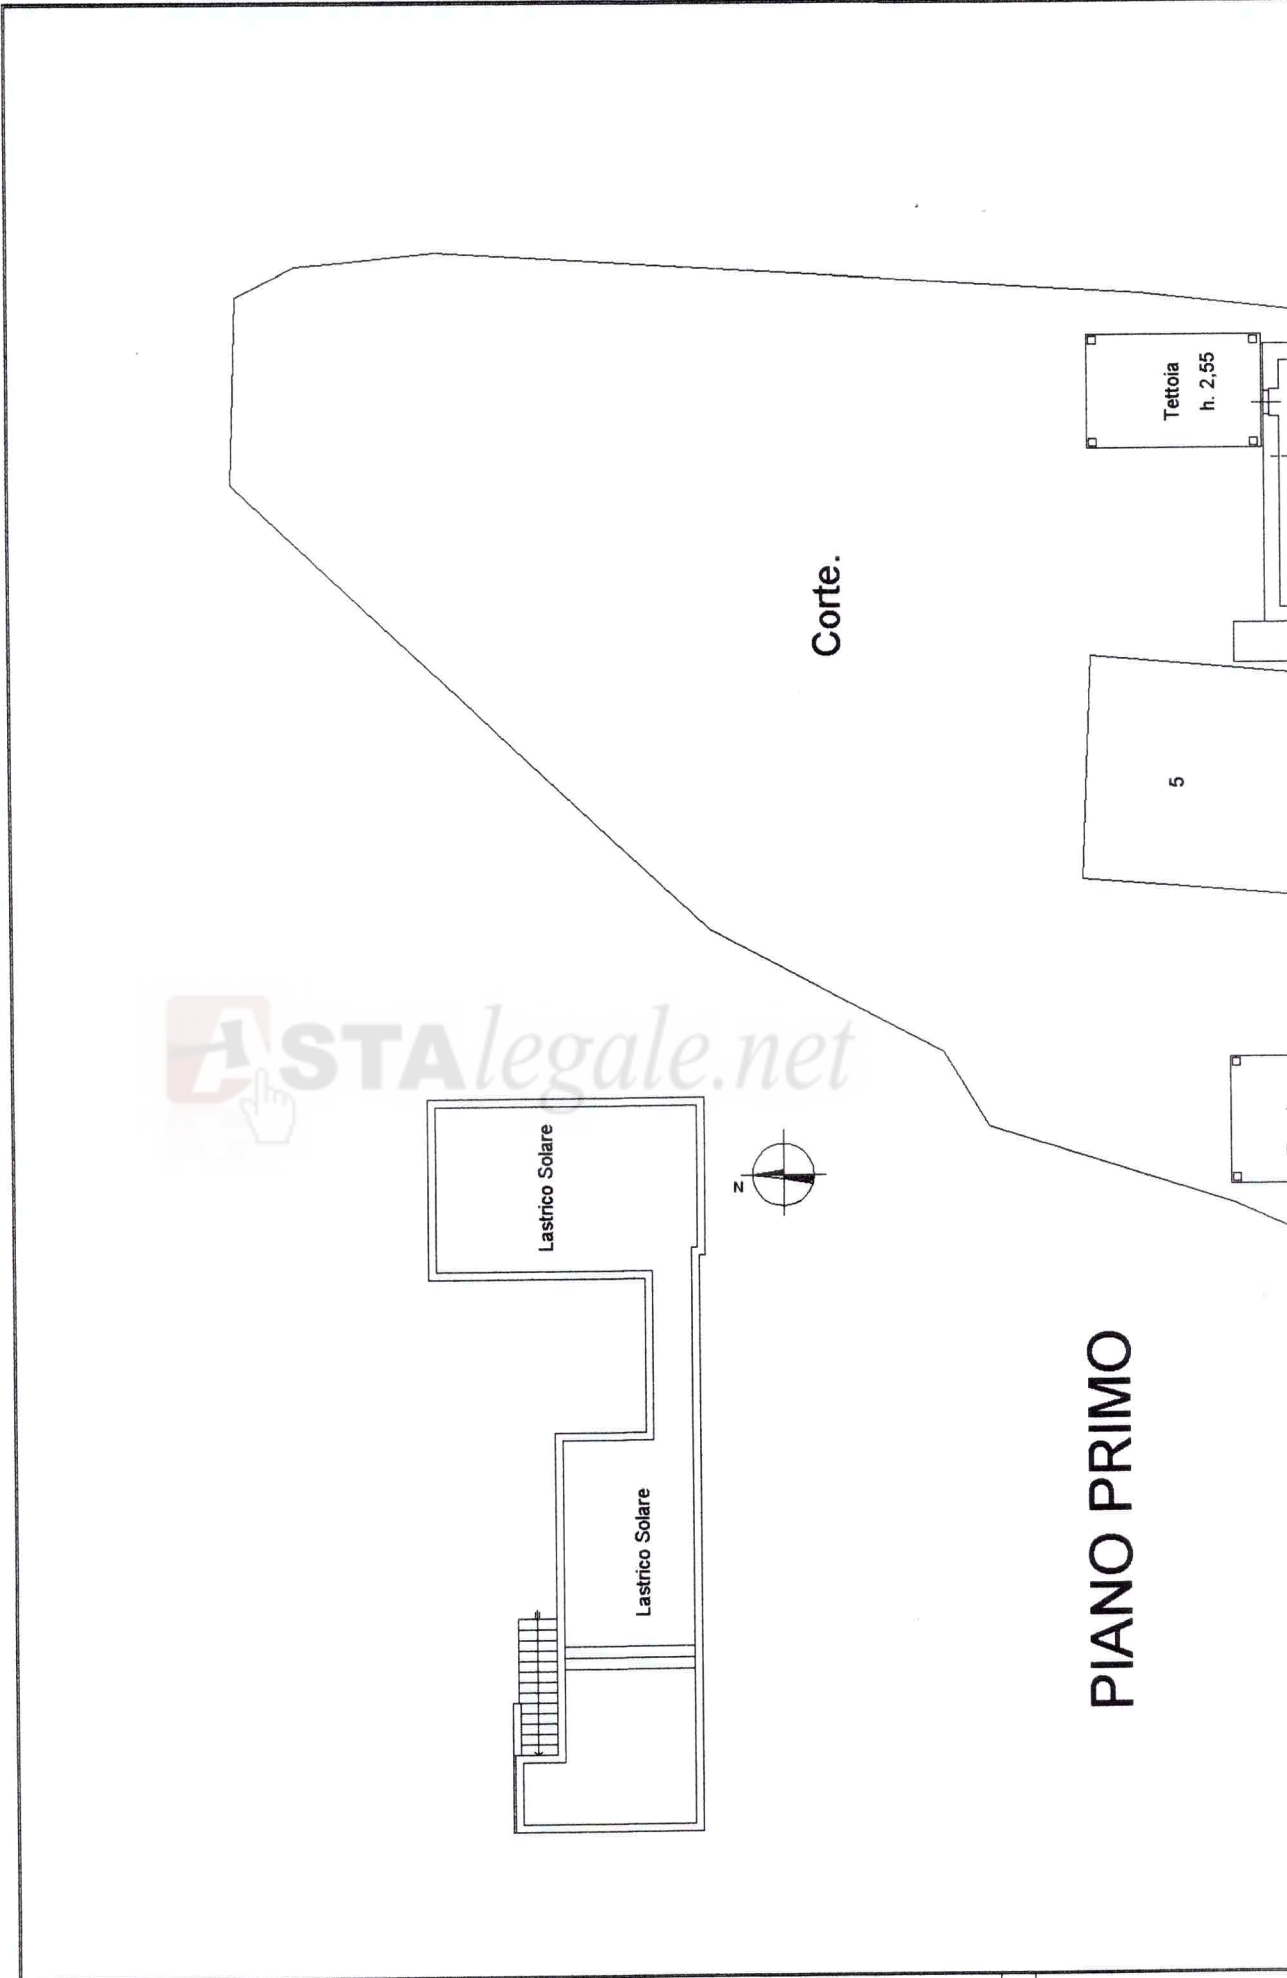 Tettoia
h. 2,55
Corte.
5
ASTAlegale.net
Lastrico Solare
N
Lastrico Solare
PIANO PRIMO